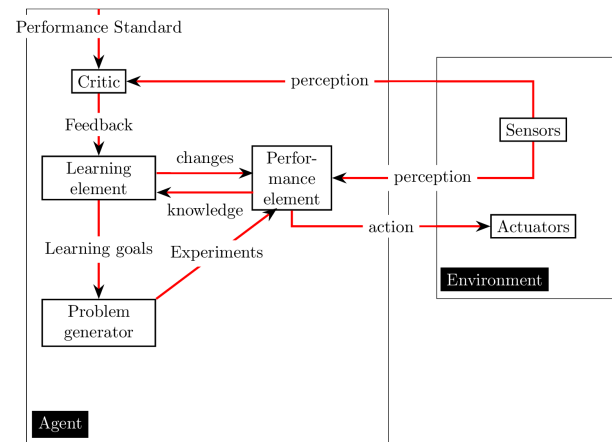 Performance Standard
Critic
perception
Sensors
Feedback
Learning
element
changes
Perfor-
mance
element
perception
knowledge
action
Actuators
Learning goals
Experiments
Environment
Problem
generator
Agent